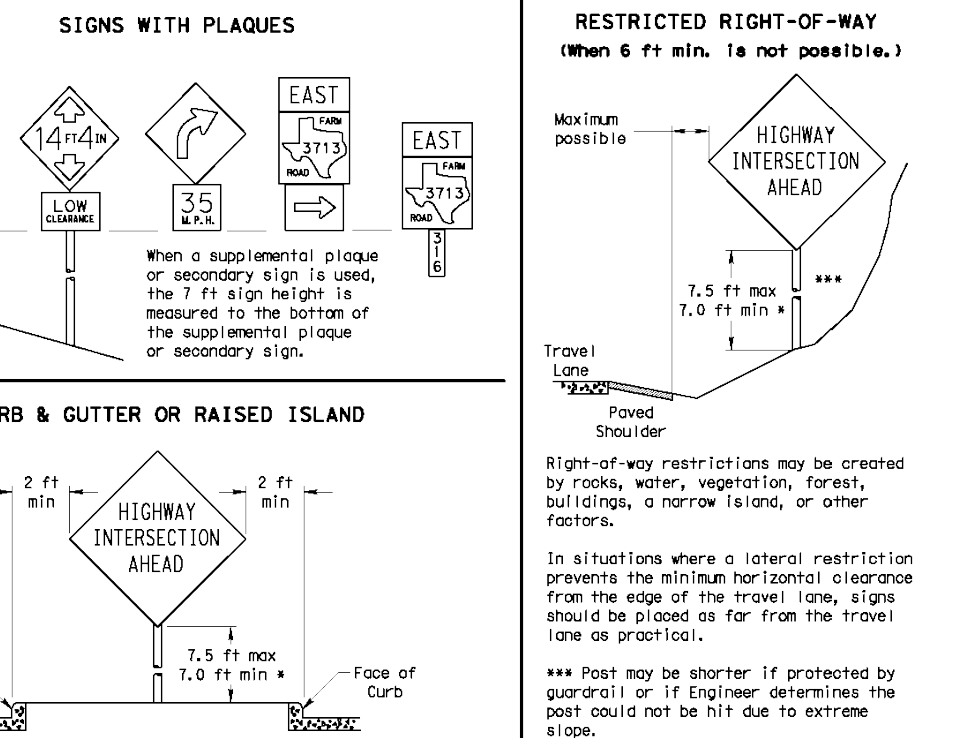 SIGNS WITH PLAQUES
14 FT 4 IN
LOW
CLEARANCE
35
M.P.H.
EAST
FARM
3713
ROAD
EAST
FARM
3713
ROAD
3
1
6
When a supplemental plaque
or secondary sign is used,
the 7 ft sign height is
measured to the bottom of
the supplemental plaque
or secondary sign.
RB & GUTTER OR RAISED ISLAND
2 ft
min
2 ft
min
HIGHWAY
INTERSECTION
AHEAD
7.5 ft max
7.0 ft min *
Face of
Curb
RESTRICTED RIGHT-OF-WAY
(When 6 ft min. is not possible.)
Maximum
possible
HIGHWAY
INTERSECTION
AHEAD
7.5 ft max
7.0 ft min *
***
Travel
Lane
Paved
Shoulder
Right-of-way restrictions may be created
by rocks, water, vegetation, forest,
buildings, a narrow island, or other
factors.
In situations where a lateral restriction
prevents the minimum horizontal clearance
from the edge of the travel lane, signs
should be placed as far from the travel
lane as practical.
*** Post may be shorter if protected by
guardrail or if Engineer determines the
post could not be hit due to extreme
slope.